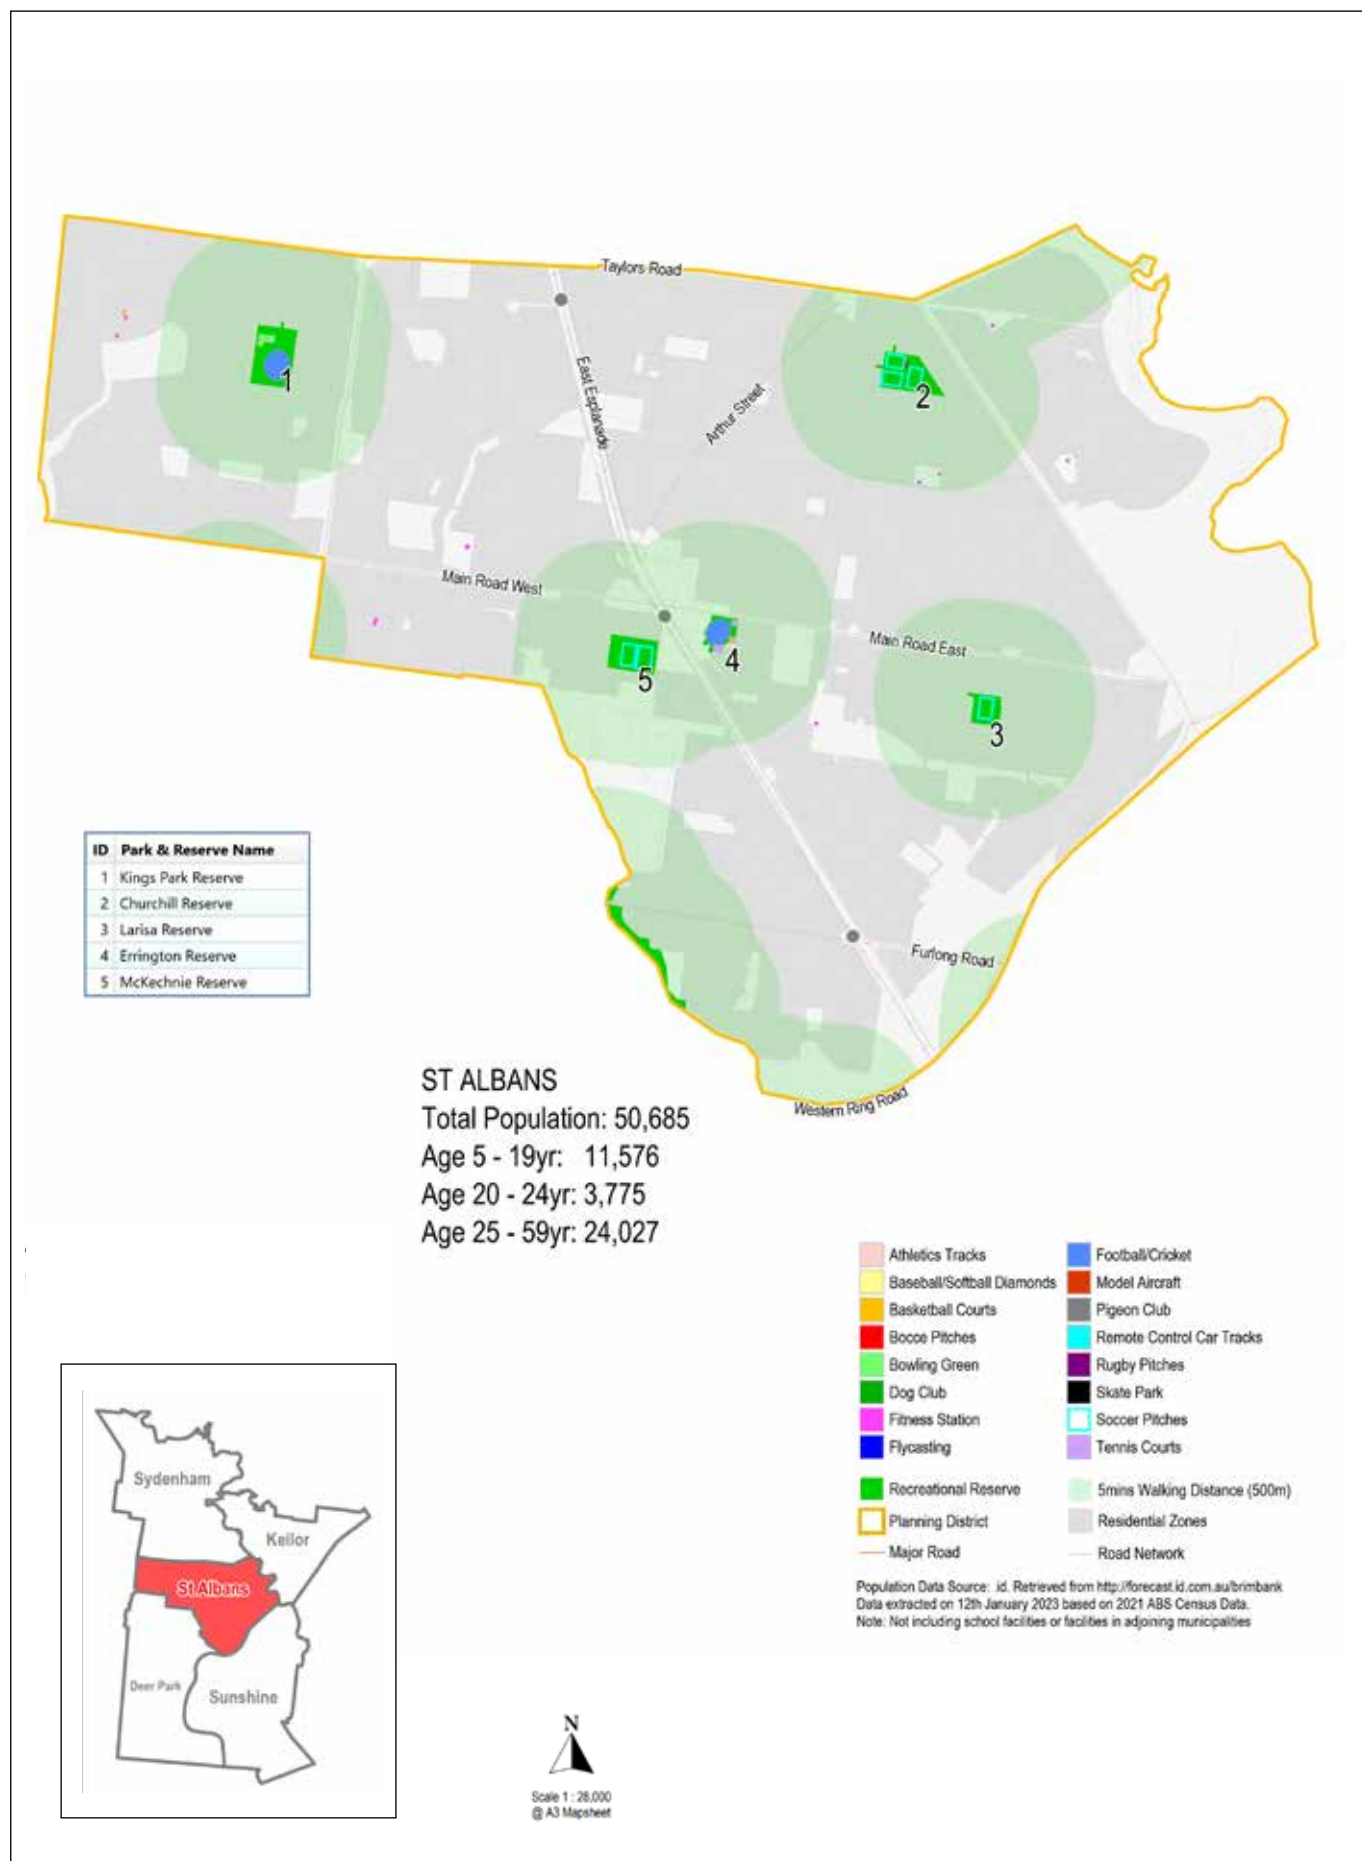 Taylors Road
East Esplanade
Arthur Street
1
2
Main Road West
Main Road East
4
5
3
ID Park & Reserve Name
1 Kings Park Reserve
2 Churchill Reserve
3 Larisa Reserve
4 Errington Reserve
5 McKechnie Reserve
Furlong Road
Western Ring Road
ST ALBANS
Total Population: 50,685
Age 5 - 19yr: 11,576
Age 20 - 24yr: 3,775
Age 25 - 59yr: 24,027
Athletics Tracks
Baseball/Softball Diamonds
Basketball Courts
Bocce Pitches
Bowling Green
Dog Club
Fitness Station
Flycasting
Recreational Reserve
Planning District
Major Road
Football/Cricket
Model Aircraft
Pigeon Club
Remote Control Car Tracks
Rugby Pitches
Skate Park
Soccer Pitches
Tennis Courts
5mins Walking Distance (500m)
Residential Zones
Road Network
Population Data Source: .id. Retrieved from http://forecast.id.com.au/brimbank
Data extracted on 12th January 2023 based on 2021 ABS Census Data.
Note: Not including school facilities or facilities in adjoining municipalities
Sydenham
Keilor
St Albans
Deer Park
Sunshine
N
Scale 1 : 28,000
@ A3 Mapsheet